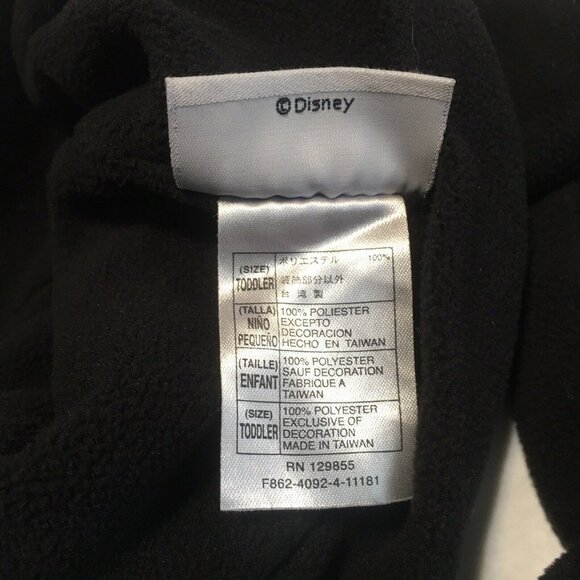 ©Disney
(SIZE)
TODDLER
ポリエステル 100%
装飾部分以外
台湾製
(TALLA)
NIÑO
PEQUEÑO
100% POLIESTER
EXCEPTO
DECORACION
HECHO EN TAIWAN
(TAILLE)
ENFANT
100% POLYESTER
SAUF DECORATION
FABRIQUE A
TAIWAN
(SIZE)
TODDLER
100% POLYESTER
EXCLUSIVE OF
DECORATION
MADE IN TAIWAN
RN 129855
F862-4092-4-11181